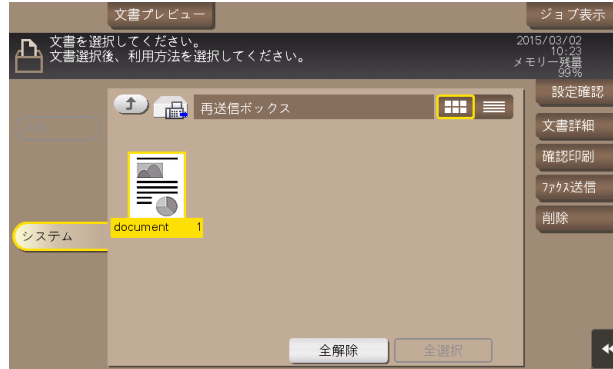 文書プレビュー
ジョブ表示
文書を選択してください。
文書選択後、利用方法を選択してください。
2015/03/02
10:23
メモリー残量
99%
設定確認
再送信ボックス
文書詳細
確認印刷
ファクス送信
削除
document 1
システム
全解除
全選択